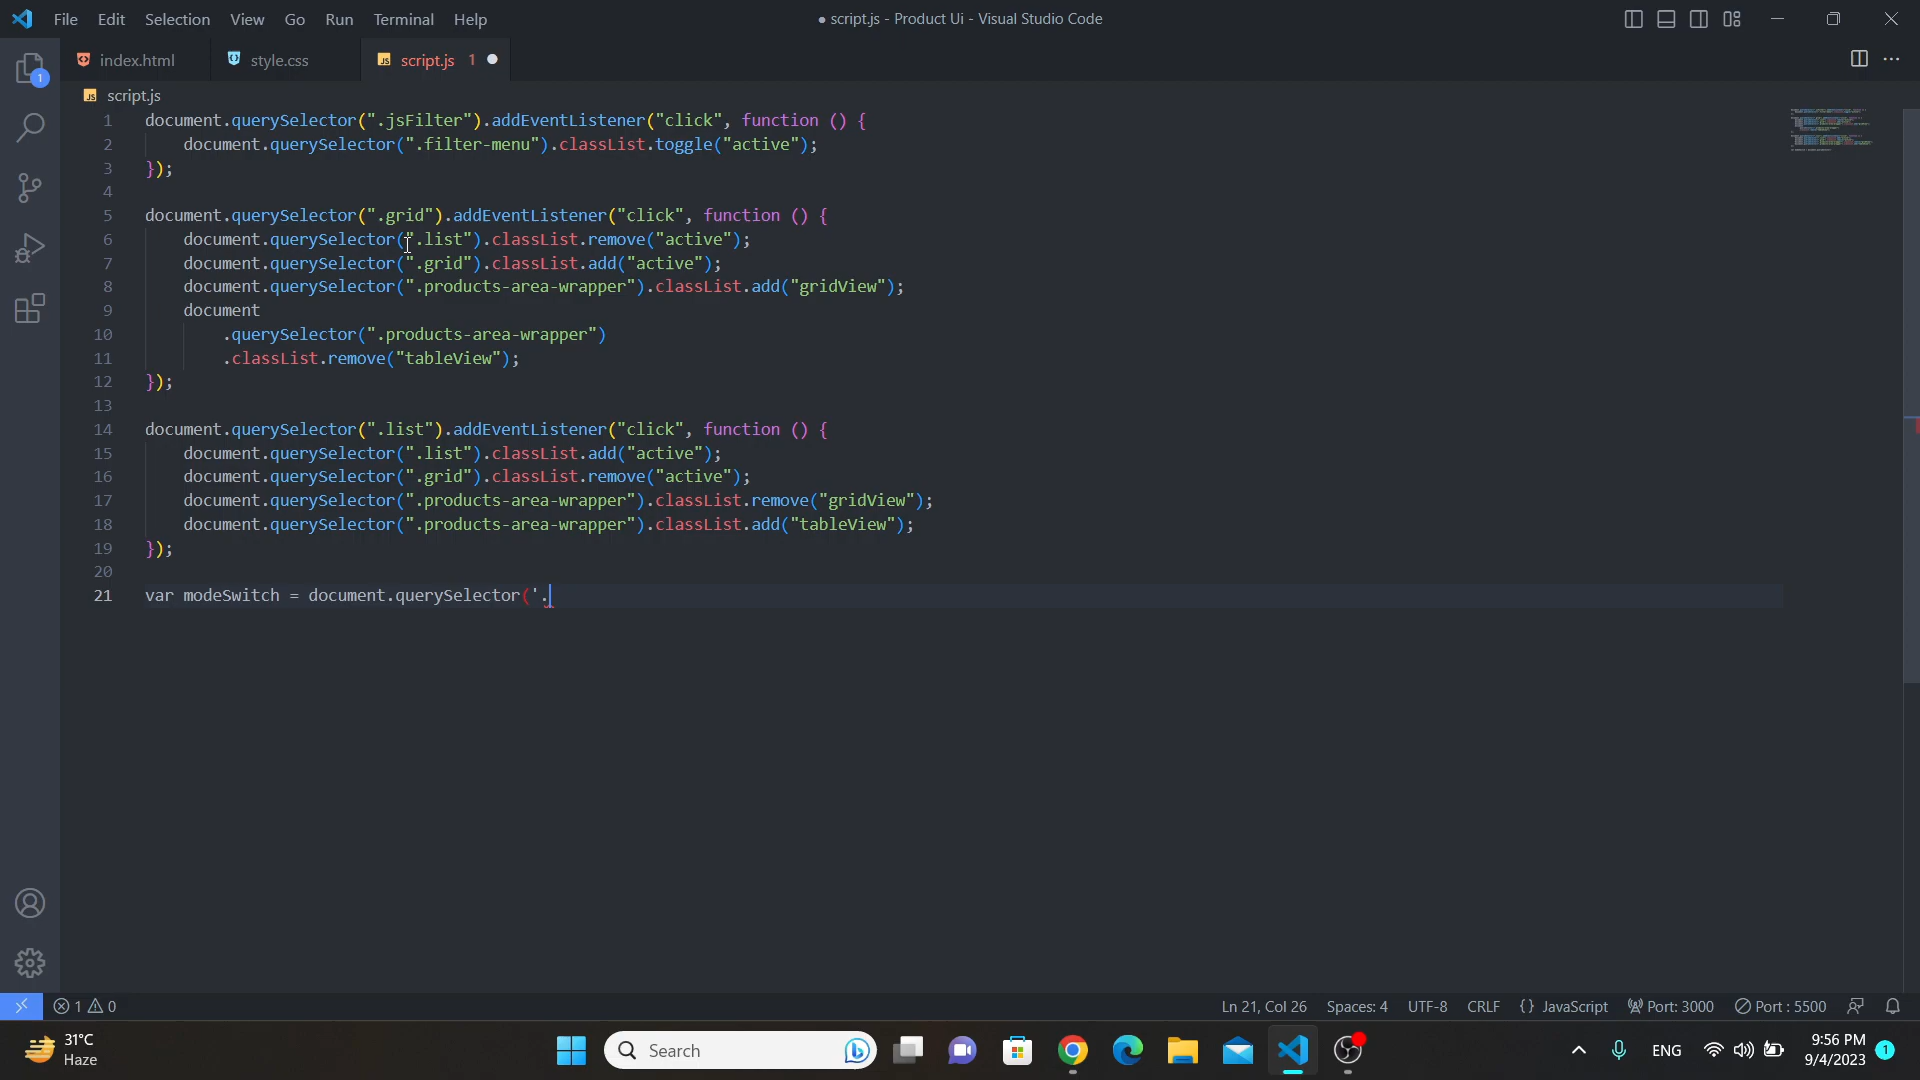 File Edit Selection View Go Run Terminal Help
● script.js - Product Ui - Visual Studio Code
index.html
style.css
JS script.js 1 ●
JS script.js
1 document.querySelector(".jsFilter").addEventListener("click", function () {
2 document.querySelector(".filter-menu").classList.toggle("active");
3 });
4
5 document.querySelector(".grid").addEventListener("click", function () {
6 document.querySelector(".list").classList.remove("active");
7 document.querySelector(".grid").classList.add("active");
8 document.querySelector(".products-area-wrapper").classList.add("gridView");
9 document
10 .querySelector(".products-area-wrapper")
11 .classList.remove("tableView");
12 });
13
14 document.querySelector(".list").addEventListener("click", function () {
15 document.querySelector(".list").classList.add("active");
16 document.querySelector(".grid").classList.remove("active");
17 document.querySelector(".products-area-wrapper").classList.remove("gridView");
18 document.querySelector(".products-area-wrapper").classList.add("tableView");
19 });
20
21 var modeSwitch = document.querySelector('.
1
1 0
Ln 21, Col 26 Spaces: 4 UTF-8 CRLF {} JavaScript Port: 3000 Port : 5500
31°C
Haze
Search
ENG
9:56 PM
9/4/2023
1